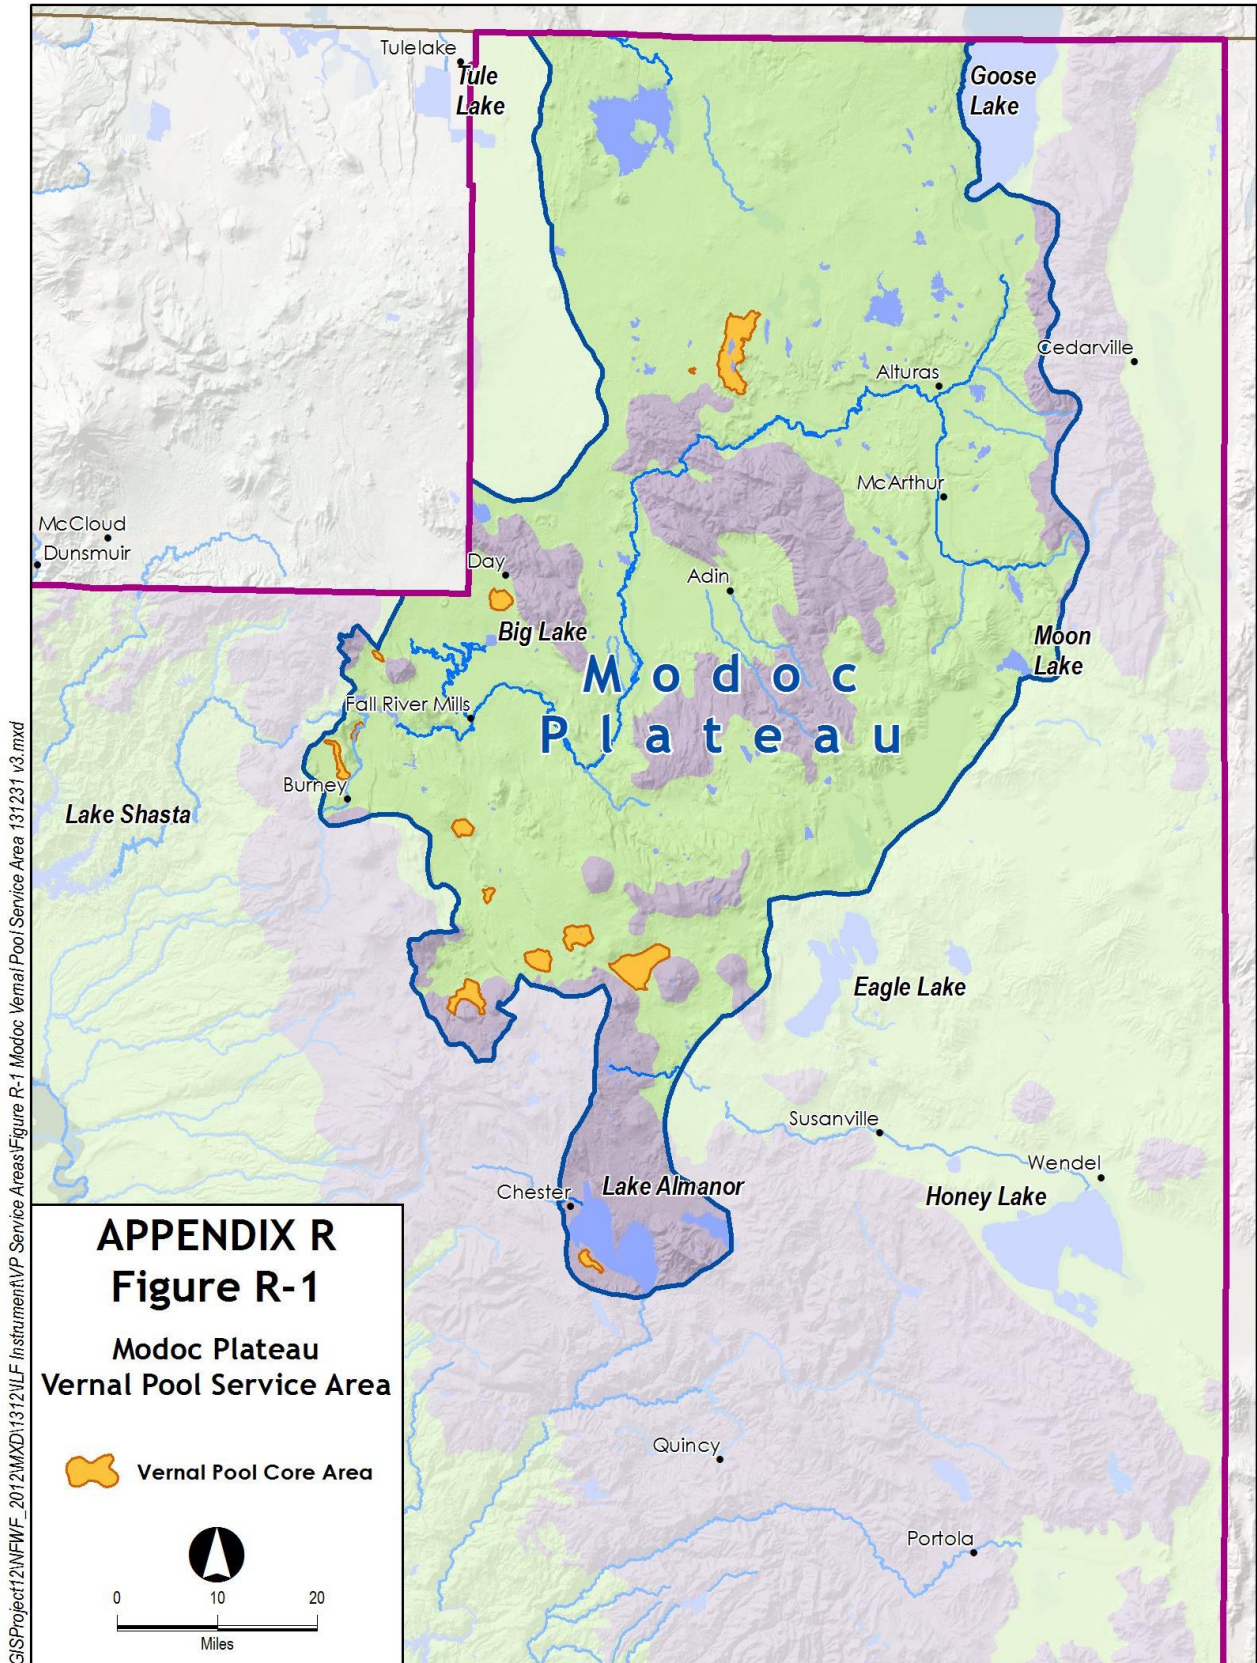 Tulelake
Tule
Lake
Goose
Lake
Cedarville
Alturas
McArthur
McCloud
Dunsmuir
Day
Adin
Big Lake
Moon
Lake
Modoc
Plateau
Fall River Mills
Burney
Lake Shasta
Eagle Lake
Susanville
Wendel
Chester
Lake Almanor
Honey Lake
Quincy
Portola
APPENDIX R
Figure R-1
Modoc Plateau
Vernal Pool Service Area
Vernal Pool Core Area
0 10 20
Miles
GISProject12\NFWF_2012\MXD\1312\ILF Instrument\VP Service Areas\Figure R-1 Modoc Vernal Pool Service Area 131231 v3.mxd